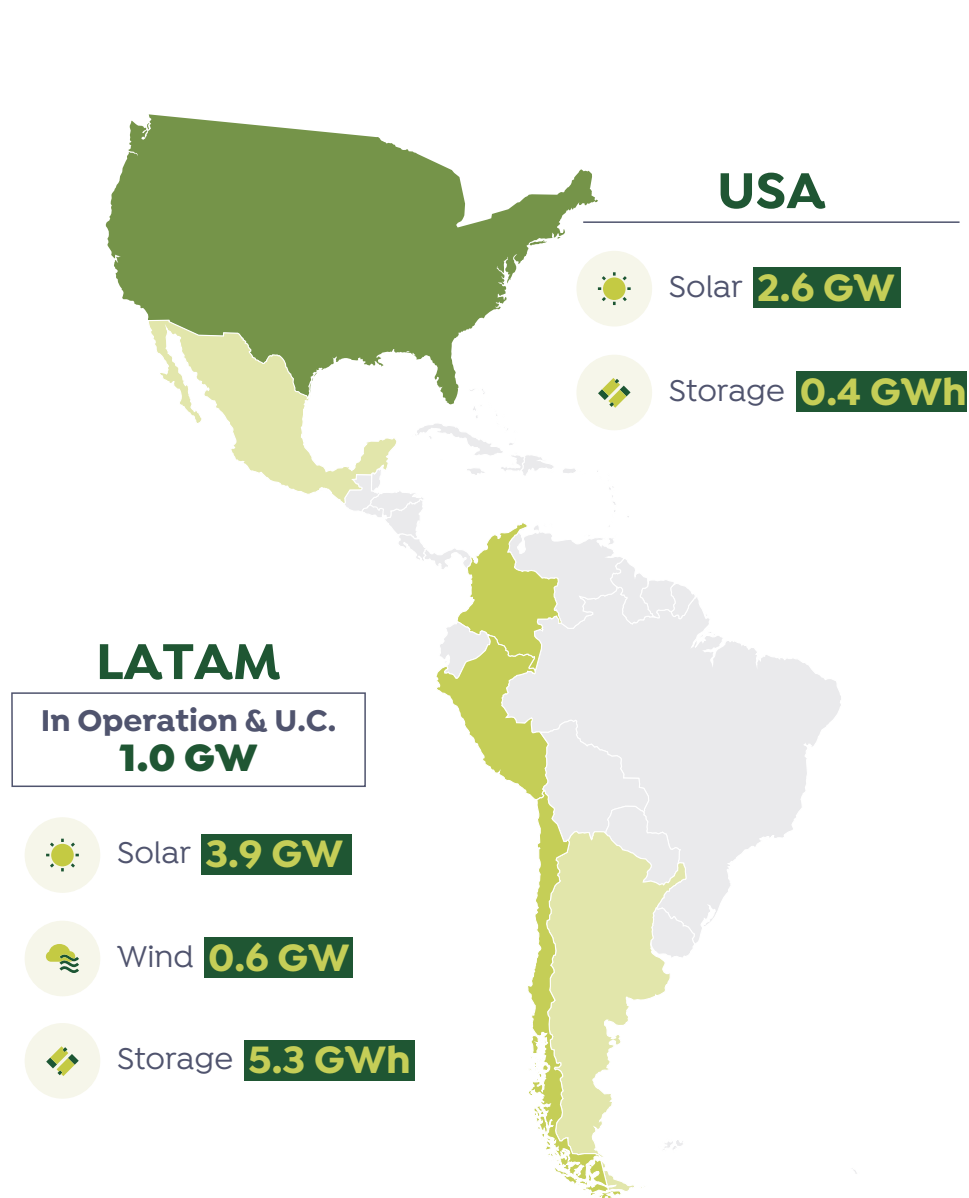 USA
Solar 2.6 GW
Storage 0.4 GWh
LATAM
In Operation & U.C.
1.0 GW
Solar 3.9 GW
Wind 0.6 GW
Storage 5.3 GWh